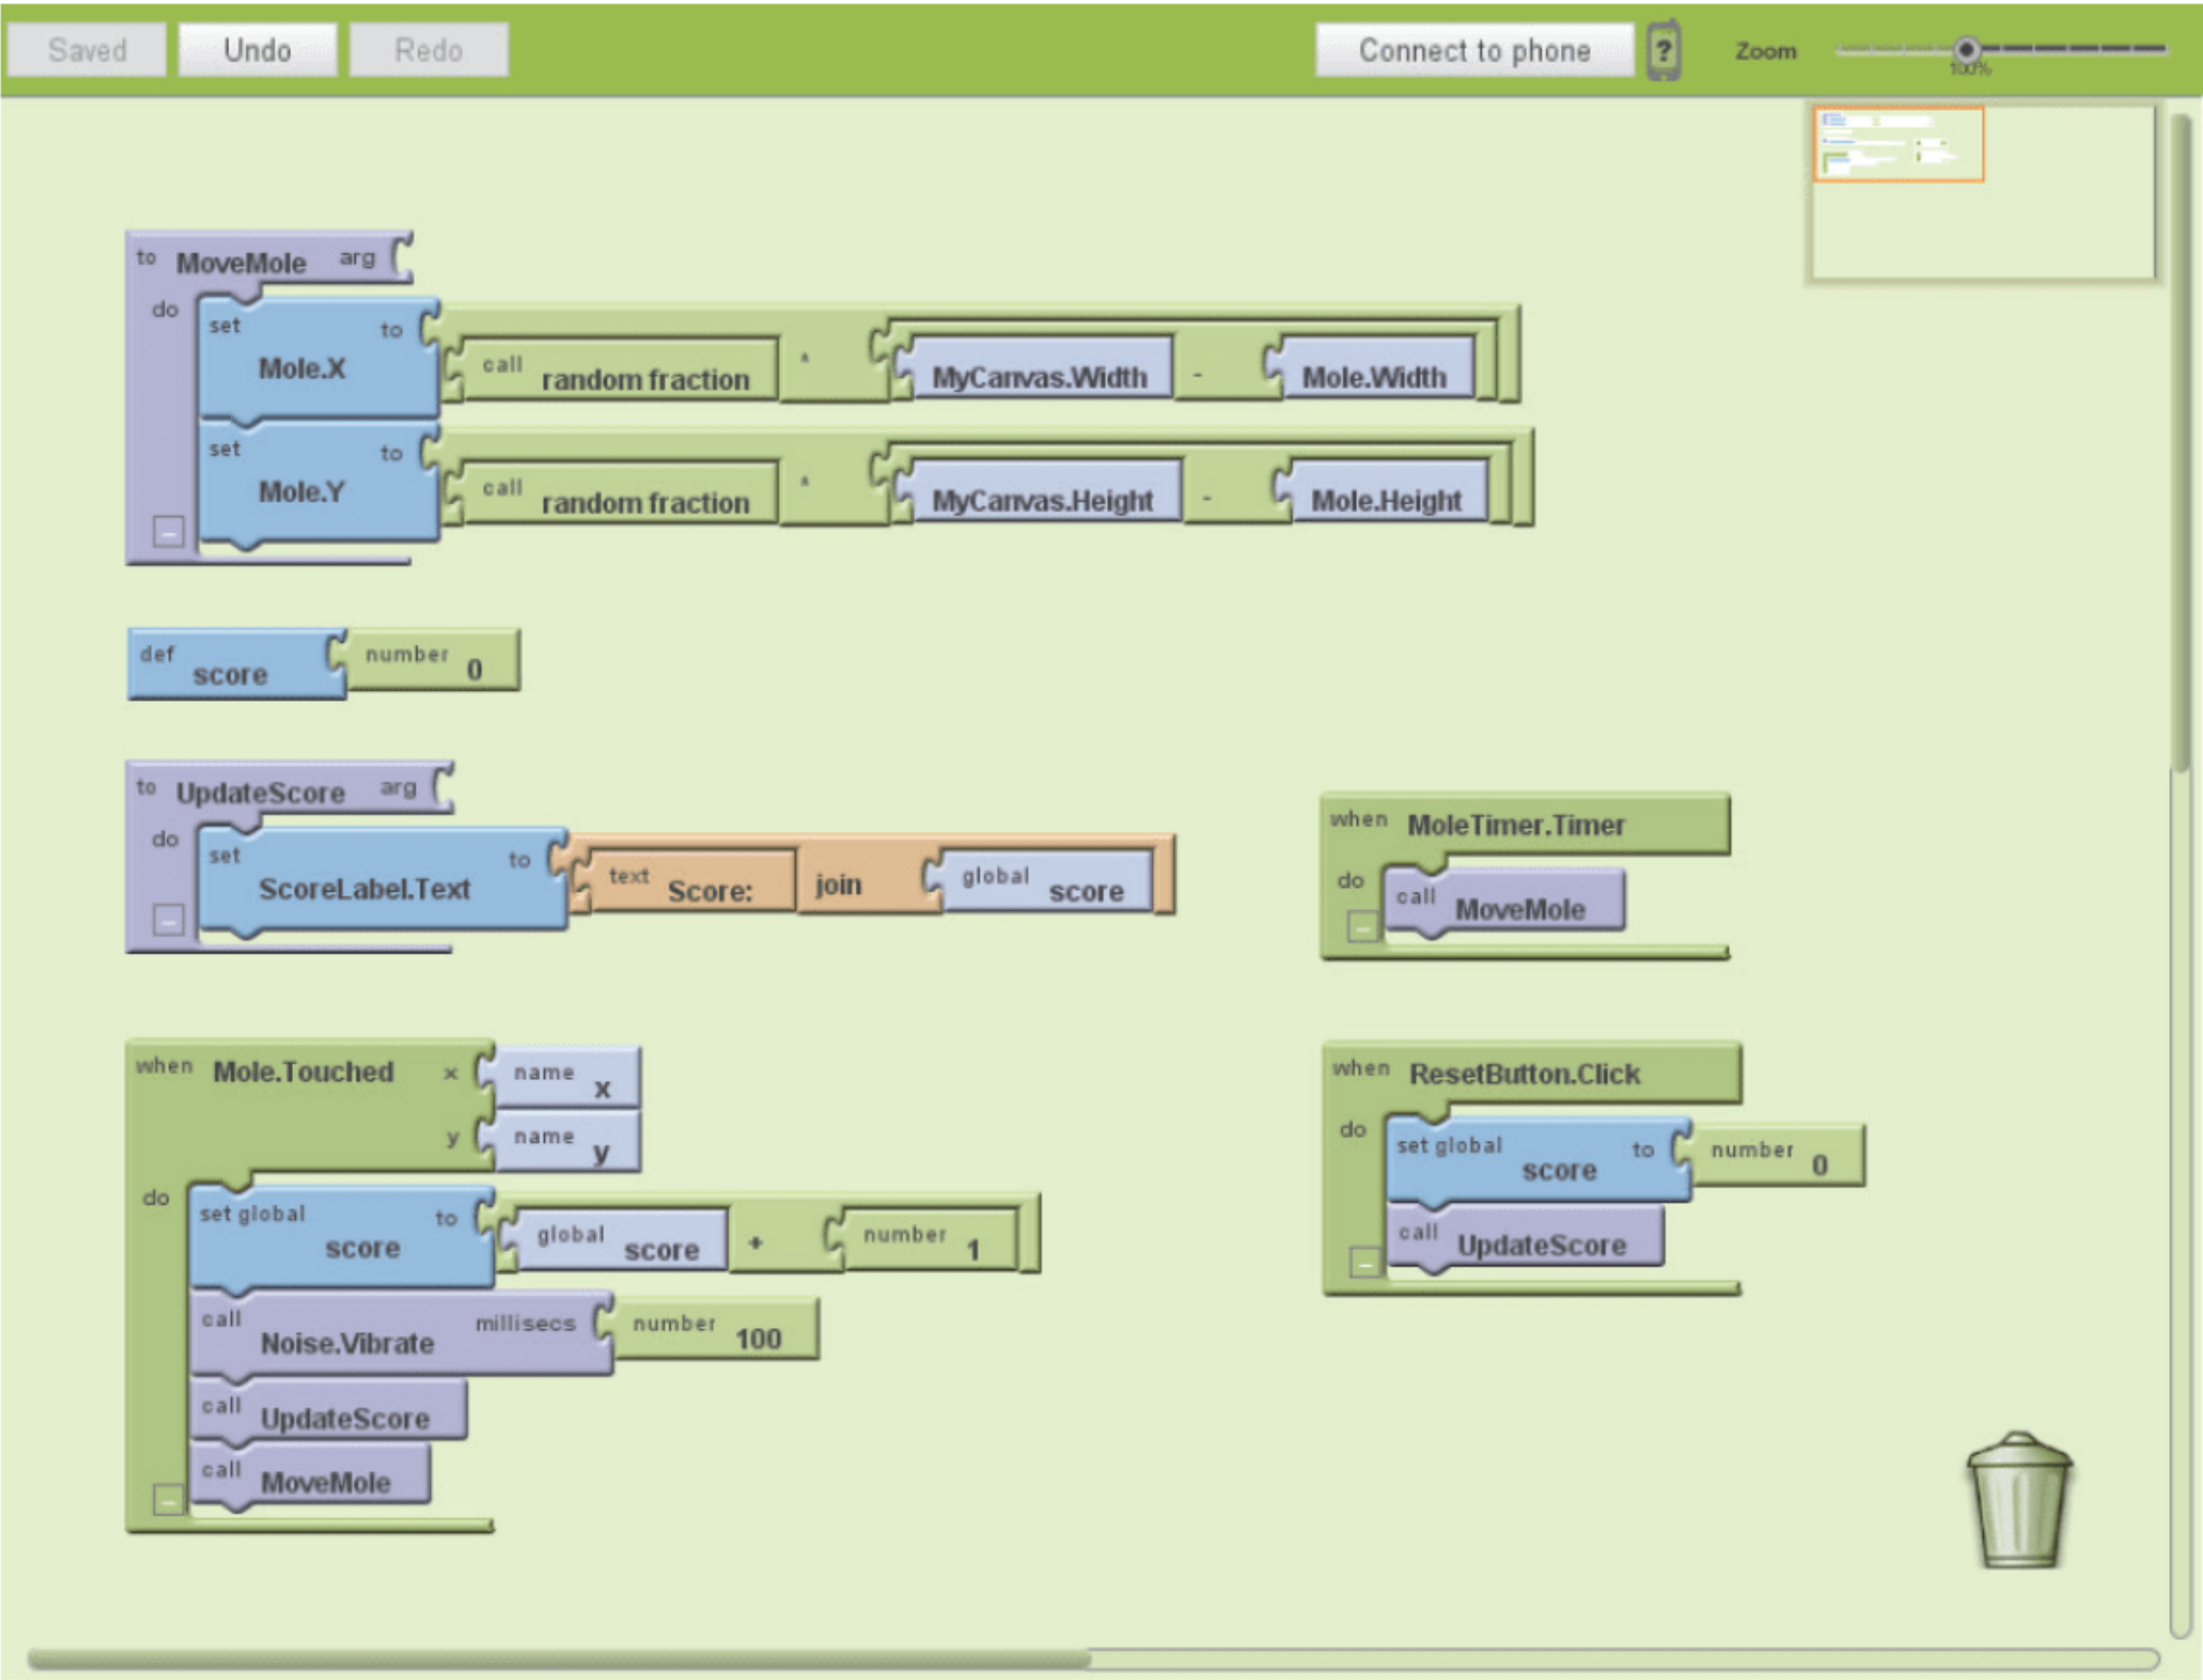 Saved Undo Redo Connect to phone ? Zoom
100%
to MoveMole arg
do set Mole.X to call random fraction * MyCanvas.Width - Mole.Width
set Mole.Y to call random fraction * MyCanvas.Height - Mole.Height
def score number 0
to UpdateScore arg
do set ScoreLabel.Text to text Score: join global score
when MoleTimer.Timer
do call MoveMole
when Mole.Touched x name x
y name y
do set global score to global score + number 1
call Noise.Vibrate millisecs number 100
call UpdateScore
call MoveMole
when ResetButton.Click
do set global score to number 0
call UpdateScore